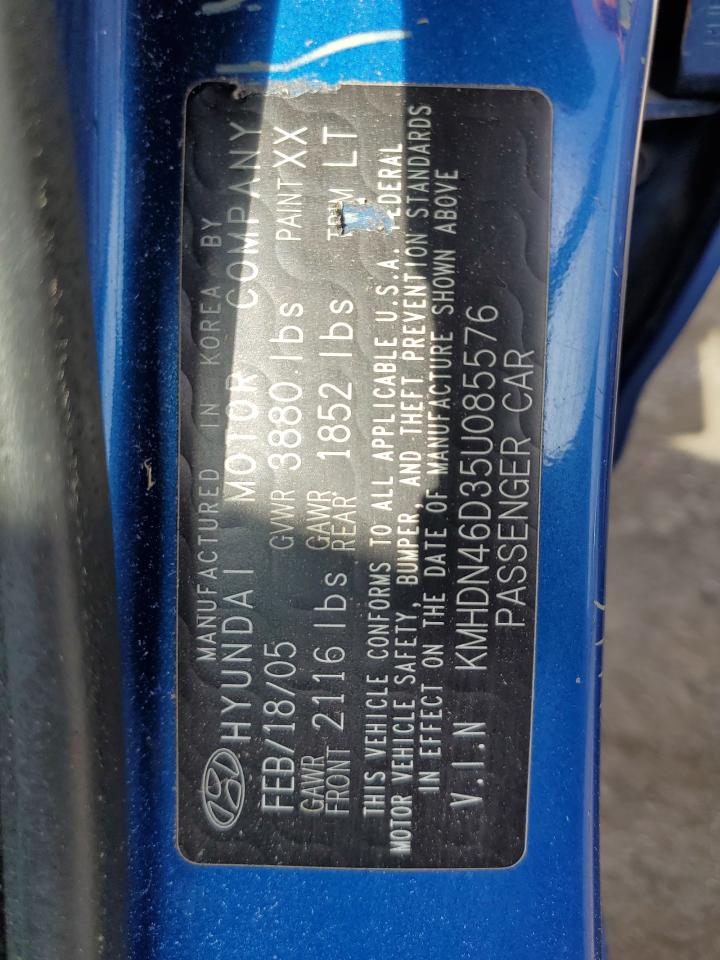 MANUFACTURED IN KOREA BY
HYUNDAI MOTOR COMPANY
FEB/18/05 GVWR 3880 lbs PAINT XX
GAWR FRONT 2116 lbs GAWR REAR 1852 lbs TRIM LT
THIS VEHICLE CONFORMS TO ALL APPLICABLE U.S.A. FEDERAL
MOTOR VEHICLE SAFETY, BUMPER, AND THEFT PREVENTION STANDARDS
IN EFFECT ON THE DATE OF MANUFACTURE SHOWN ABOVE
V.I.N KMHDN46D35U085576
PASSENGER CAR